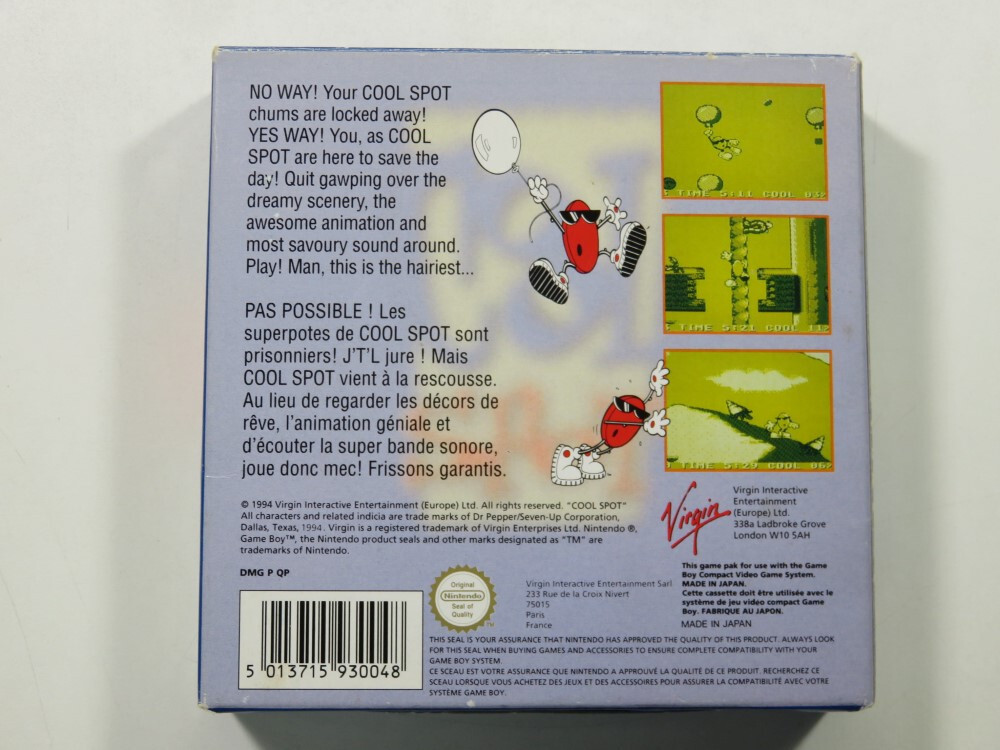 NO WAY! Your COOL SPOT
chums are locked away!
YES WAY! You, as COOL
SPOT are here to save the
day! Quit gawping over the
dreamy scenery, the
awesome animation and
most savoury sound around.
Play! Man, this is the hairiest...
PAS POSSIBLE ! Les
superpotes de COOL SPOT sont
prisonniers! J'T'L jure ! Mais
COOL SPOT vient à la rescousse.
Au lieu de regarder les décors de
rêve, l'animation géniale et
d'écouter la super bande sonore,
joue donc mec! Frissons garantis.
TIME 5:11 COOL 03
TIME 5:21 COOL 11
TIME 5:29 COOL 06
© 1994 Virgin Interactive Entertainment (Europe) Ltd. All rights reserved. "COOL SPOT"
All characters and related indicia are trade marks of Dr Pepper/Seven-Up Corporation,
Dallas, Texas, 1994. Virgin is a registered trademark of Virgin Enterprises Ltd. Nintendo ®,
Game Boy™, the Nintendo product seals and other marks designated as "TM" are
trademarks of Nintendo.
Virgin
Virgin Interactive
Entertainment
(Europe) Ltd.
338a Ladbroke Grove
London W10 5AH
DMG P QP
Original
Nintendo
Seal of
Quality
TM
Virgin Interactive Entertainment Sarl
233 Rue de la Croix Nivert
75015
Paris
France
This game pak for use with the Game
Boy Compact Video Game System.
MADE IN JAPAN.
Cette cassette doit être utilisée avec le
système de jeu vidéo compact Game
Boy. FABRIQUE AU JAPON.
MADE IN JAPAN
5 013715 930048
THIS SEAL IS YOUR ASSURANCE THAT NINTENDO HAS APPROVED THE QUALITY OF THIS PRODUCT. ALWAYS LOOK
FOR THIS SEAL WHEN BUYING GAMES AND ACCESSORIES TO ENSURE COMPLETE COMPATIBILITY WITH YOUR
GAME BOY SYSTEM.
CE SCEAU EST VOTRE ASSURANCE QUE NINTENDO A APPROUVÉ LA QUALITÉ DE CE PRODUIT. RECHERCHEZ CE
SCEAU LORSQUE VOUS ACHETEZ DES JEUX ET DES ACCESSOIRES POUR ASSURER LA COMPATIBILITÉ AVEC VOTRE
SYSTÈME GAME BOY.